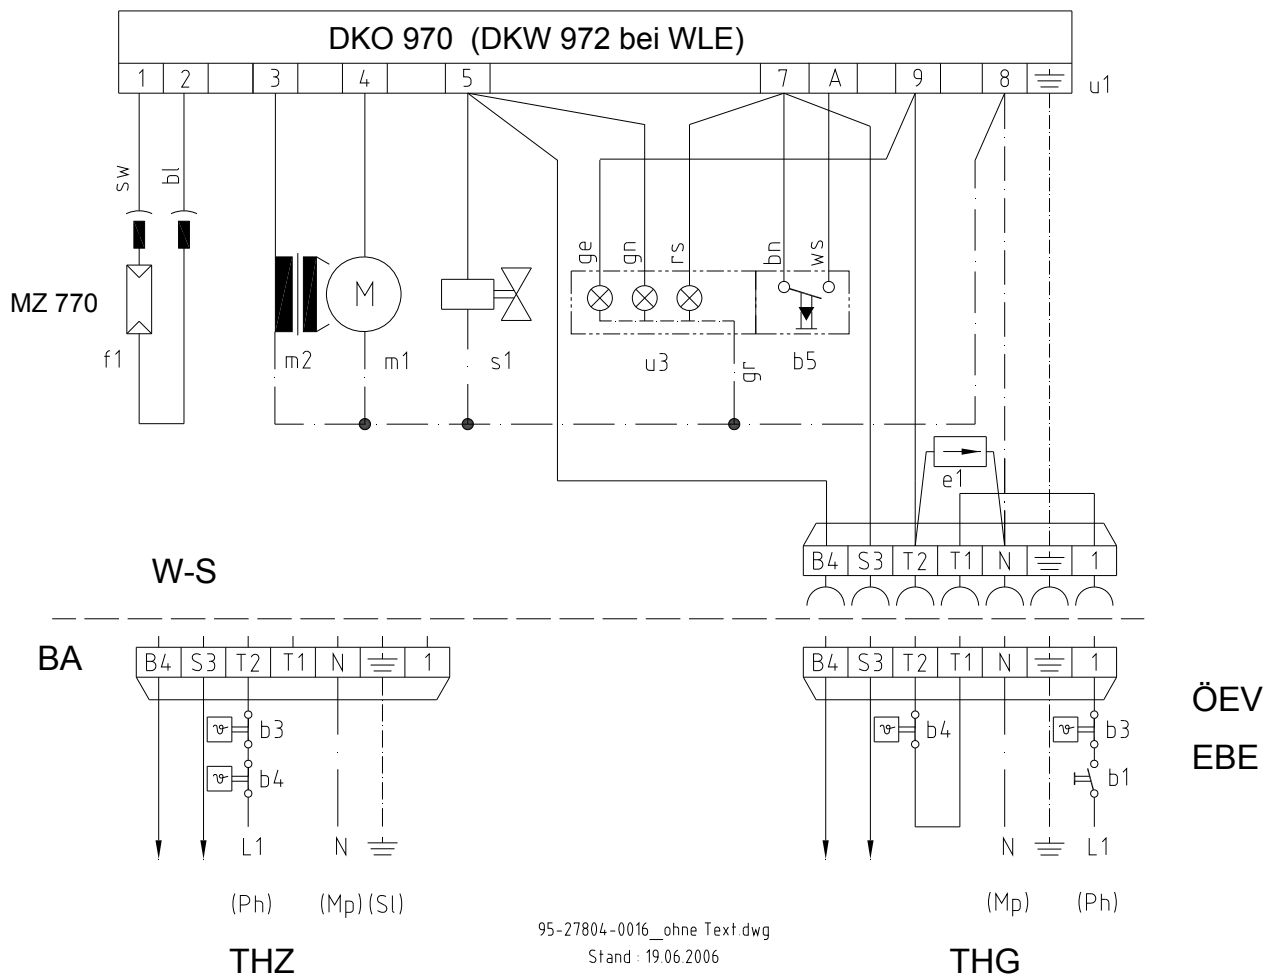 DKO 970 (DKW 972 bei WLE)
1 2 3 4 5 7 A 9 8
u1
sw bl
ge gn rs bn ws
M
MZ 770
f1 m2 m1 s1 u3 gr b5
e1
B4 S3 T2 T1 N 1
W-S
BA
B4 S3 T2 T1 N 1
B4 S3 T2 T1 N 1
ÖEV
EBE
ϑ b3
ϑ b4
ϑ b4
ϑ b3
b1
L1 N
N L1
(Ph) (Mp) (Sl)
(Mp) (Ph)
95-27804-0016_ohne Text.dwg
Stand : 19.06.2006
THZ
THG